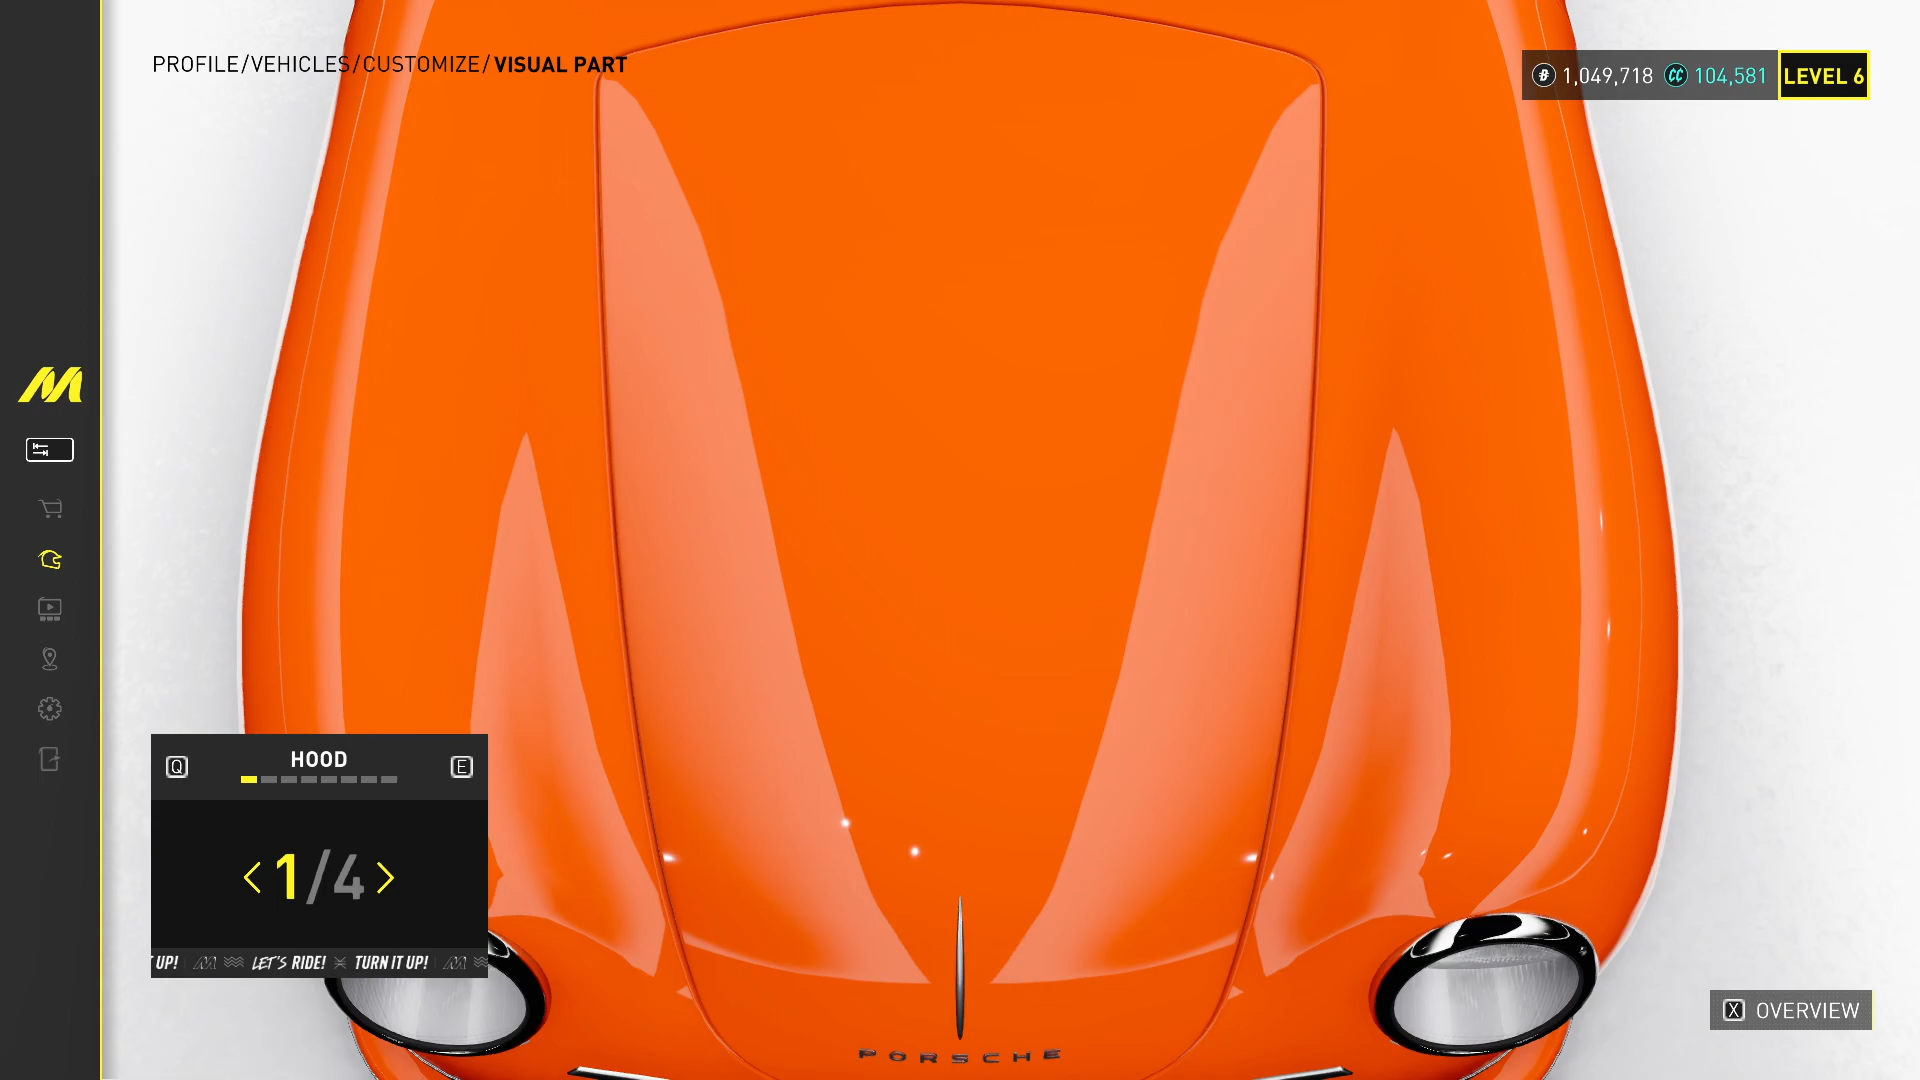 PROFILE/VEHICLES/CUSTOMIZE/VISUAL PART
1,049,718 CC 104,581 LEVEL 6
Q HOOD E
1/4
UP! LET'S RIDE! TURN IT UP!
PORSCHE
X OVERVIEW